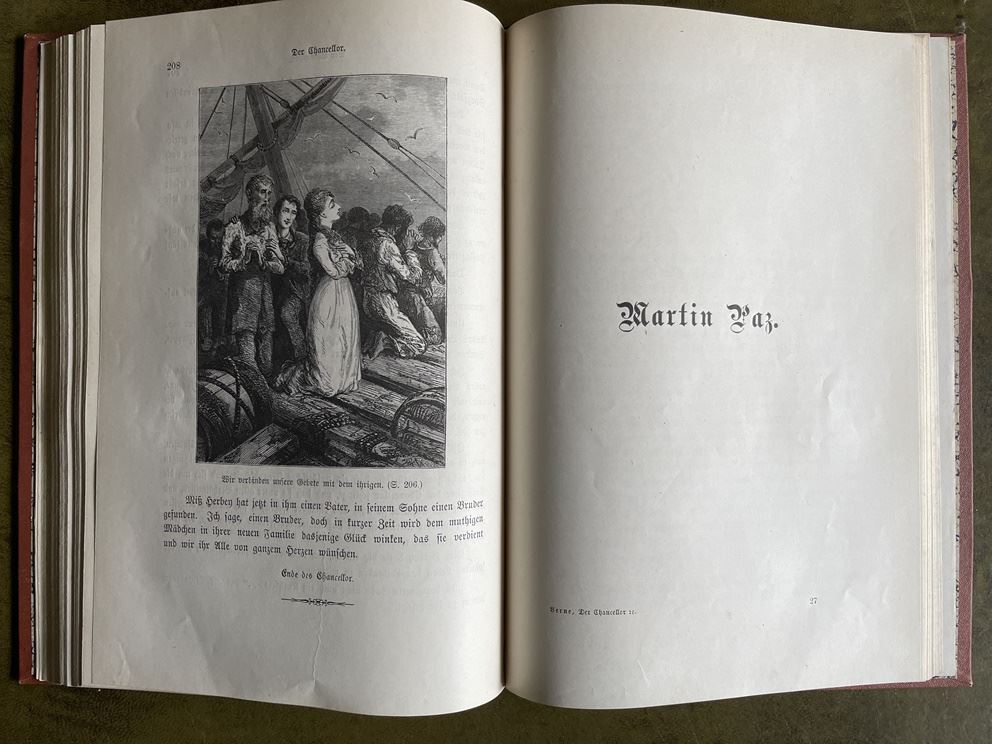 208
Der Chancellor.
Wir verbinden unsere Gebete mit dem ihrigen. (S. 206.)
Miß Herbey hat jetzt in ihm einen Vater, in seinem Sohne einen Bruder
gefunden. Ich sage, einen Bruder, doch in kurzer Zeit wird dem muthigen
Mädchen in ihrer neuen Familie dasjenige Glück winken, das sie verdient
und wir ihr Alle von ganzem Herzen wünschen.
Ende des Chancellor.
Martin Paz.
Verne, Der Chancellor ꝛc.
27